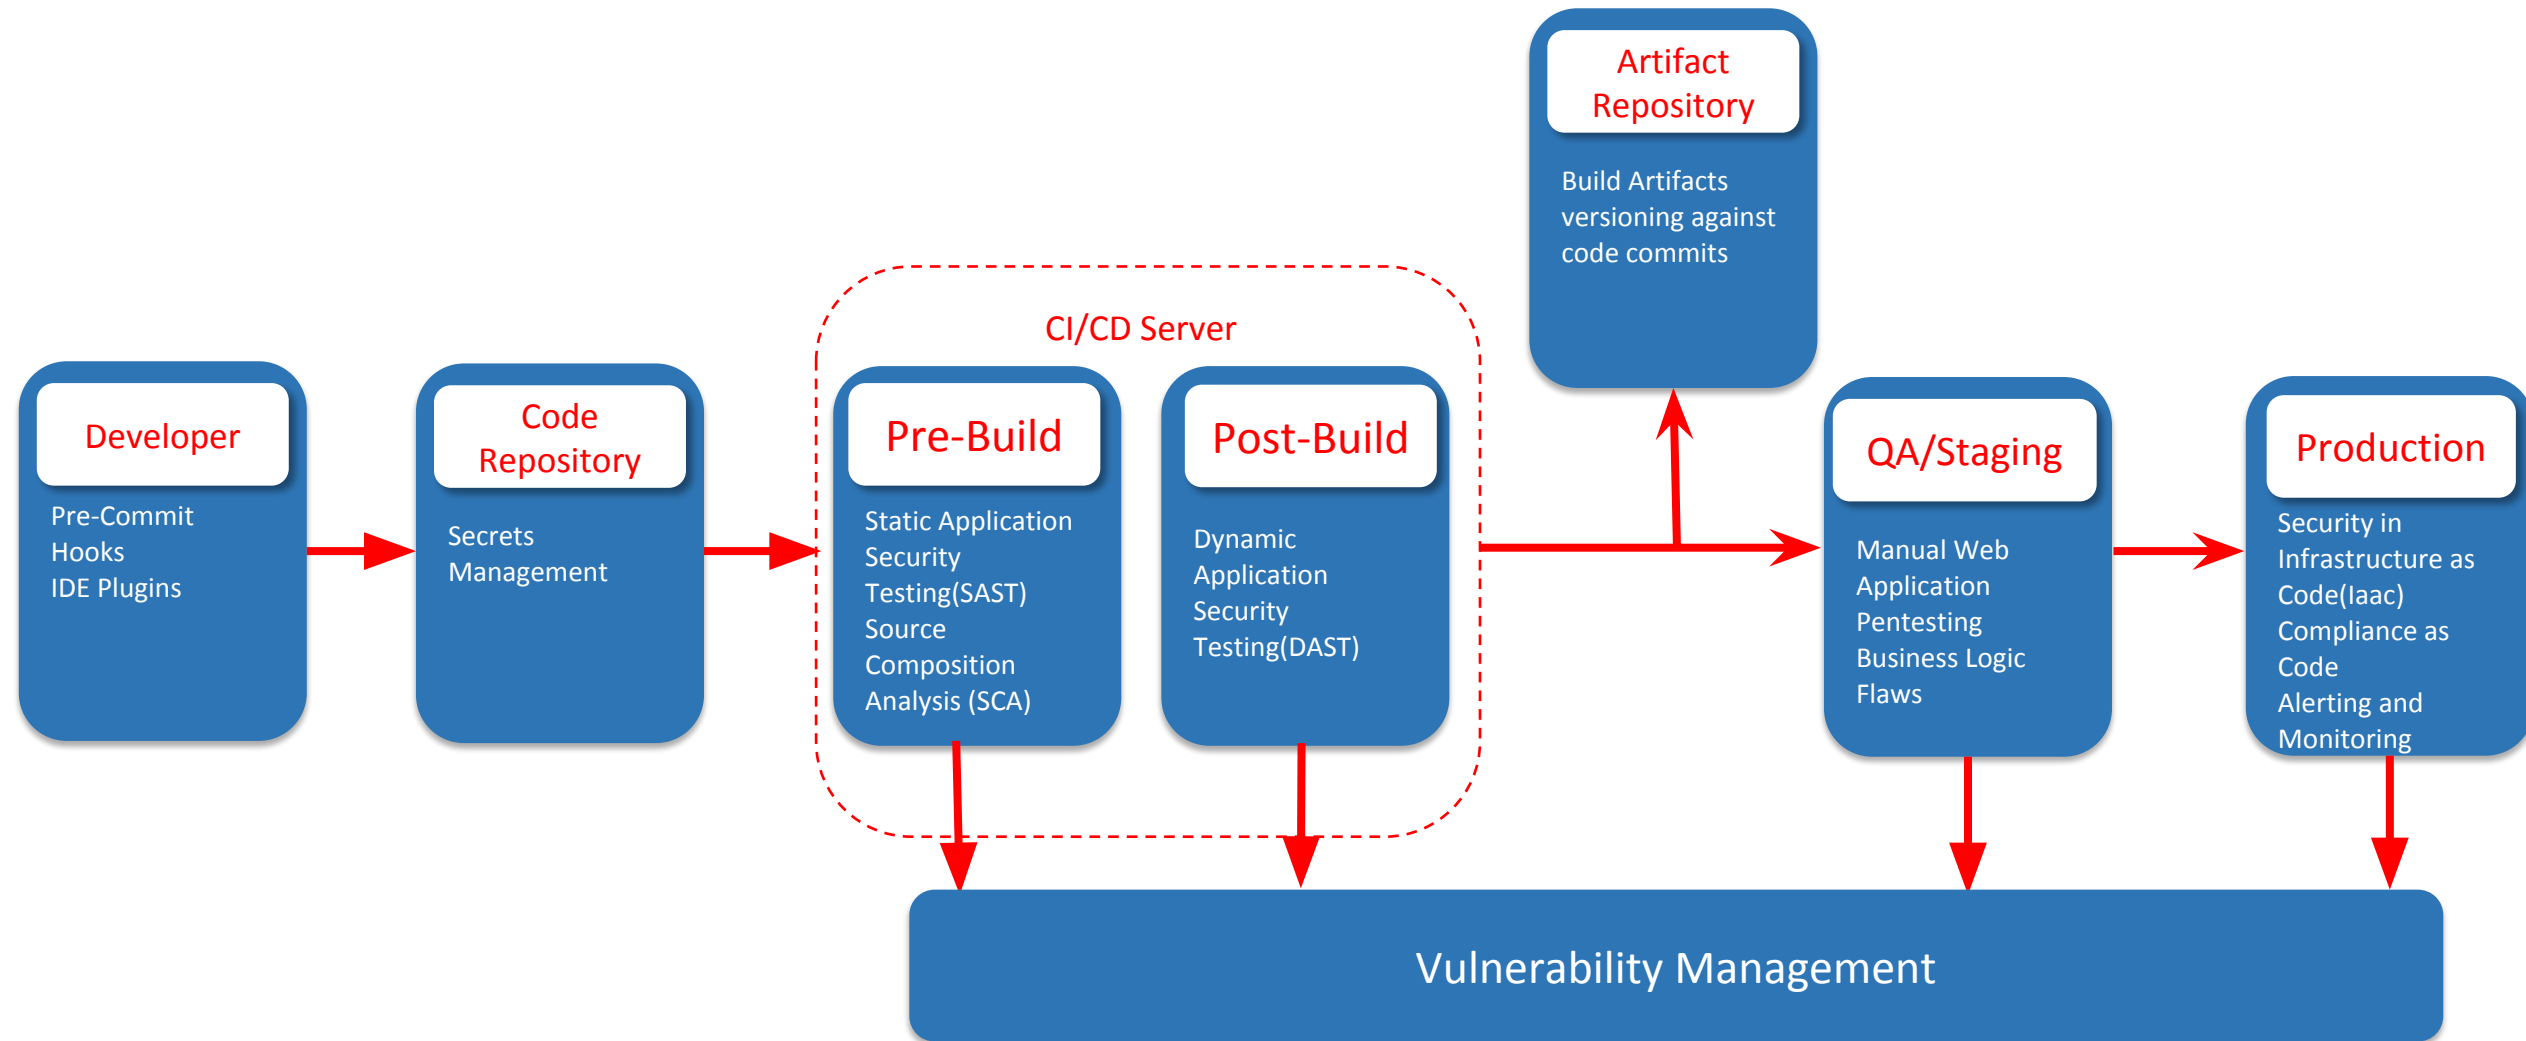 Artifact
Repository
Build Artifacts
versioning against
code commits
CI/CD Server
Developer
Pre-Commit
Hooks
IDE Plugins
Code
Repository
Secrets
Management
Pre-Build
Static Application
Security
Testing(SAST)
Source
Composition
Analysis (SCA)
Post-Build
Dynamic
Application
Security
Testing(DAST)
QA/Staging
Manual Web
Application
Pentesting
Business Logic
Flaws
Production
Security in
Infrastructure as
Code(Iaac)
Compliance as
Code
Alerting and
Monitoring
Vulnerability Management